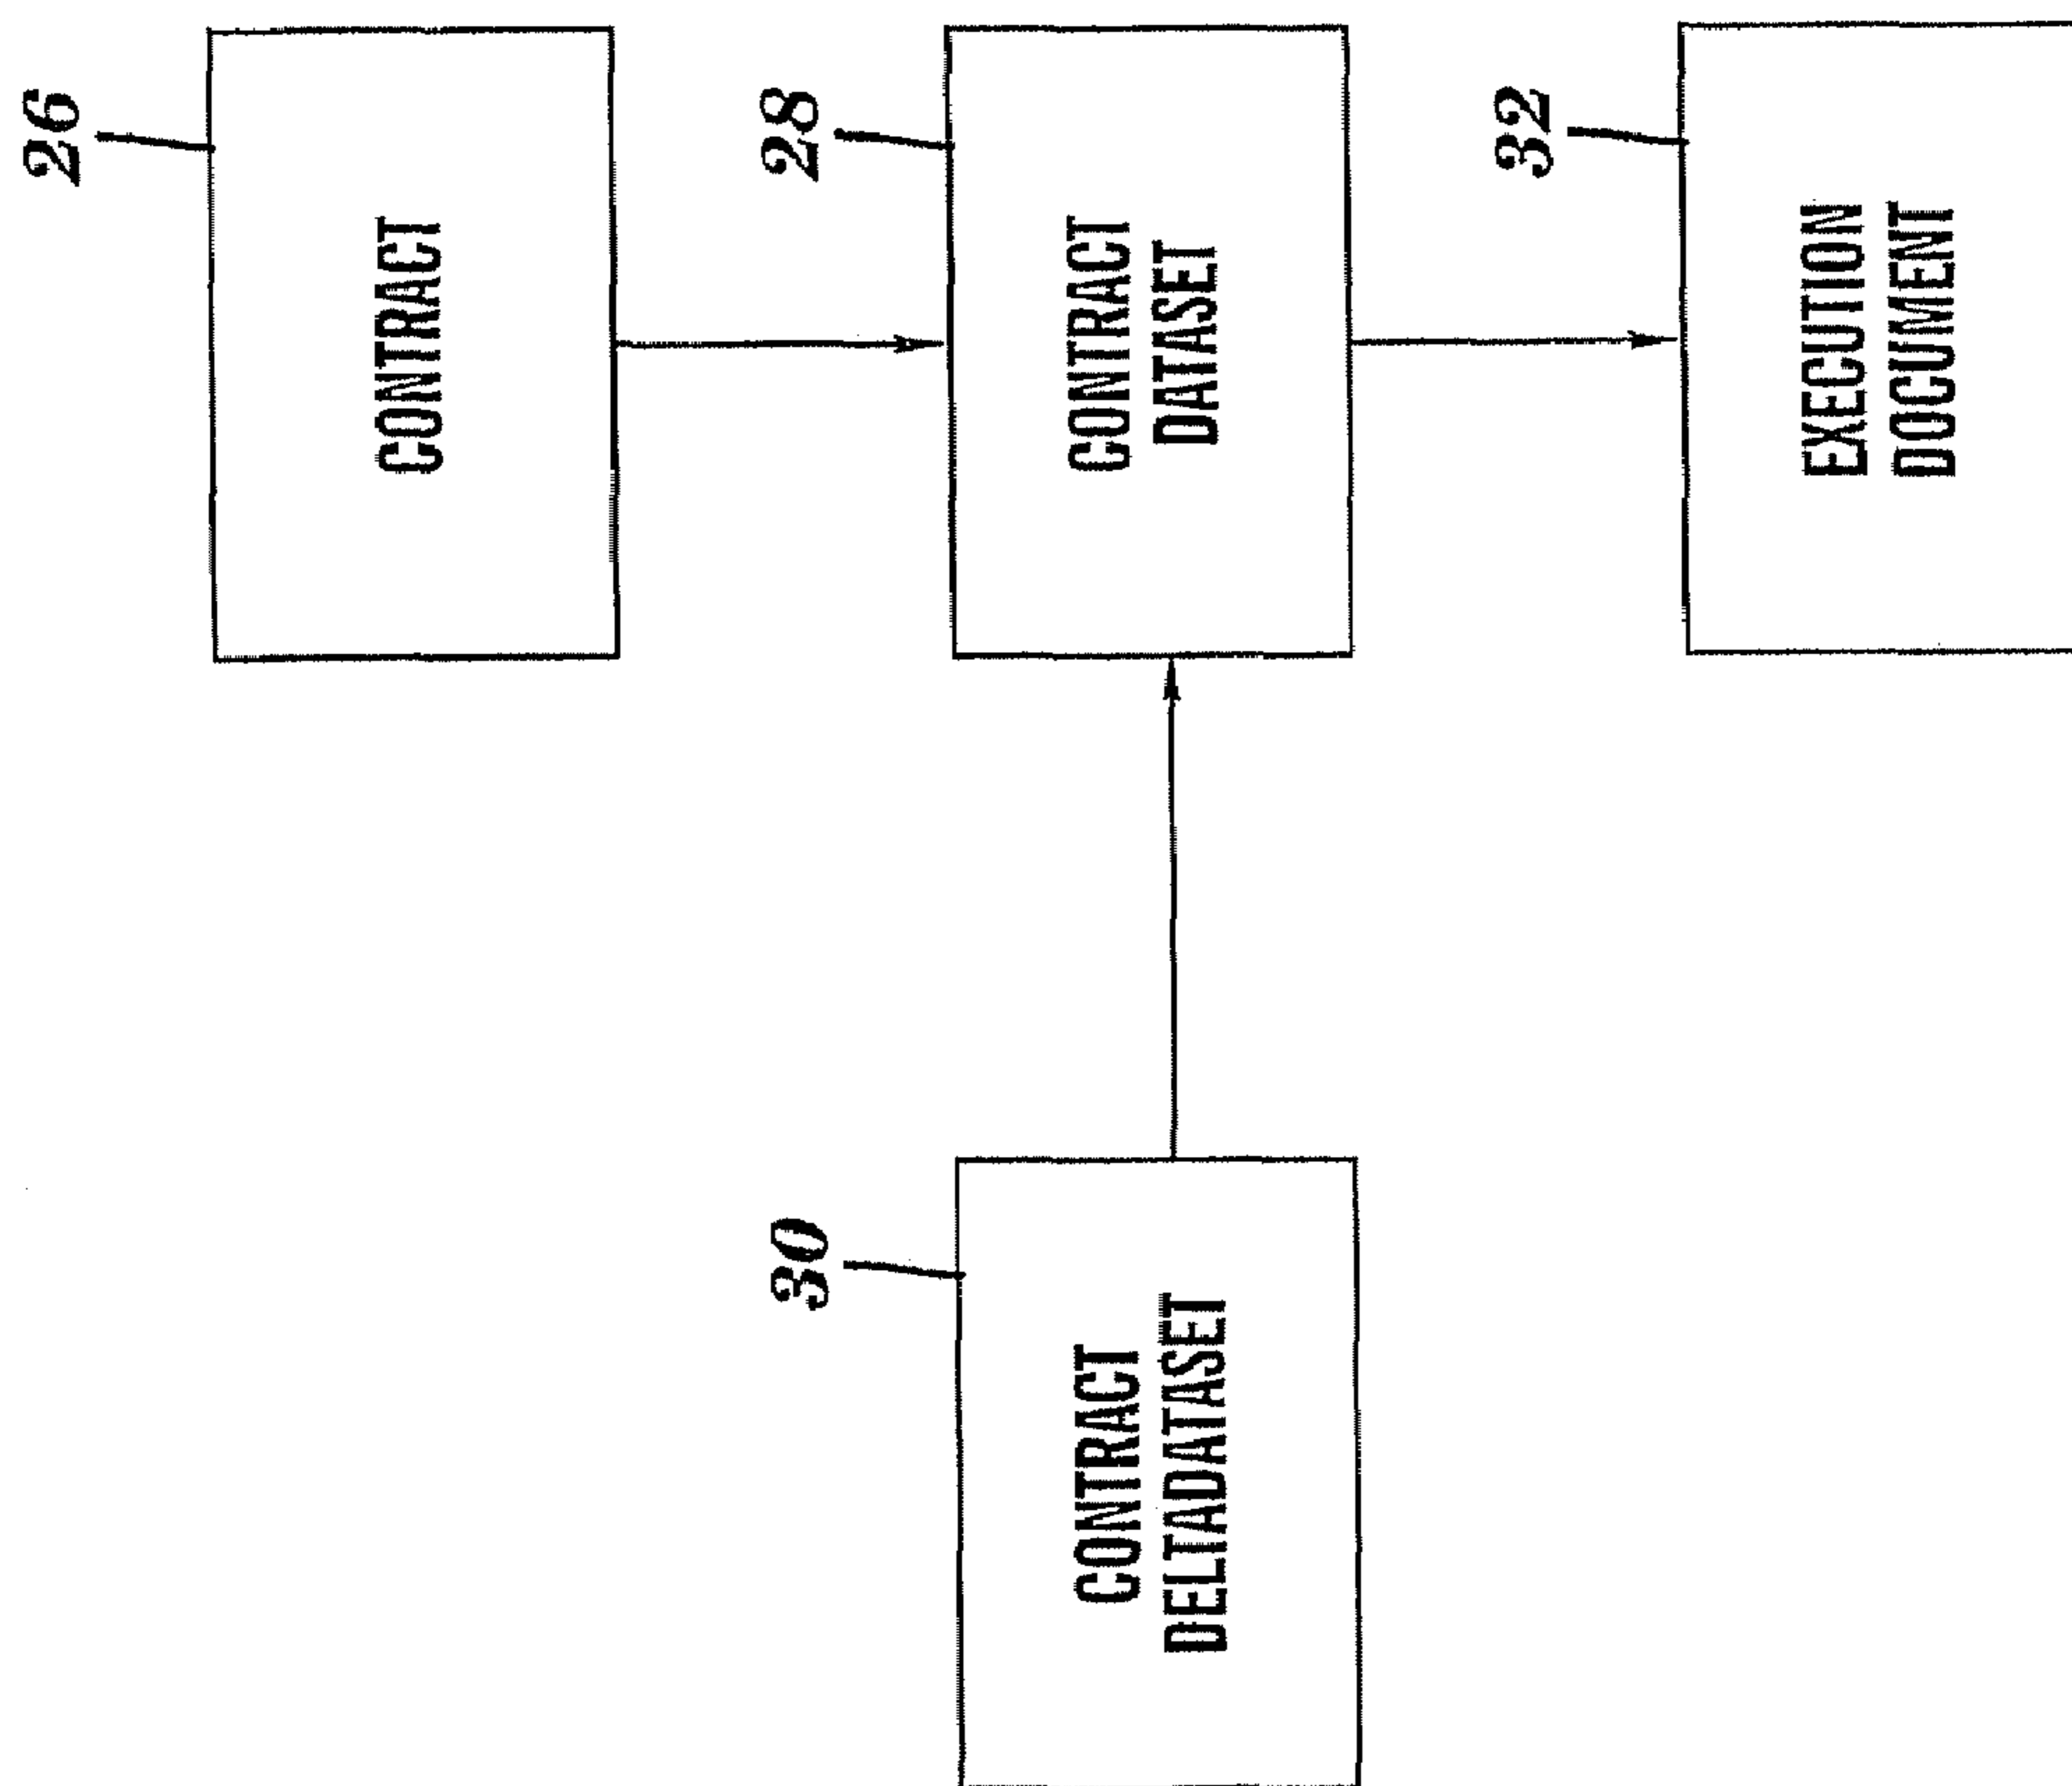 26
CONTRACT
28
CONTRACT
DATASET
32
EXECUTION
DOCUMENT
30
CONTRACT
DELTADATASET